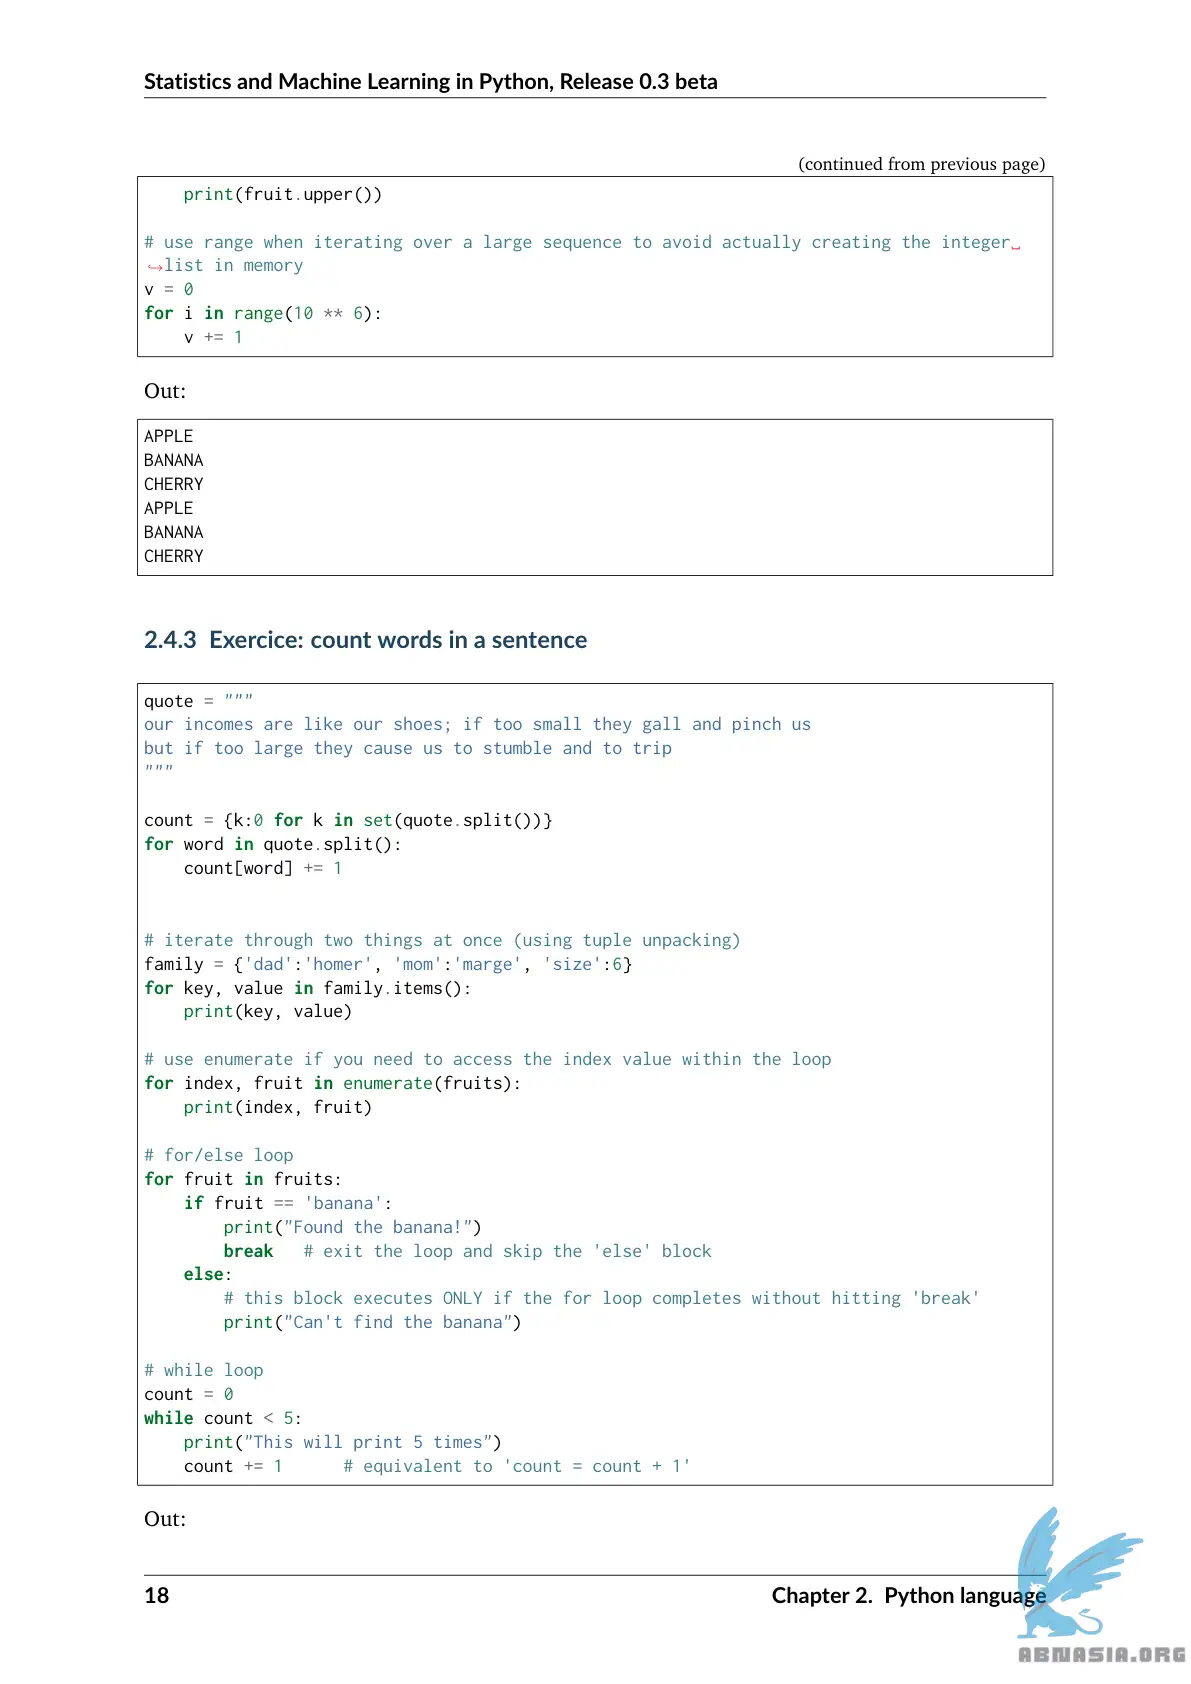 Statistics and Machine Learning in Python, Release 0.3 beta
(continued from previous page)
    print(fruit.upper())

# use range when iterating over a large sequence to avoid actually creating the integer␣
↪list in memory
v = 0
for i in range(10 ** 6):
    v += 1
Out:
APPLE
BANANA
CHERRY
APPLE
BANANA
CHERRY
2.4.3 Exercice: count words in a sentence
quote = """
our incomes are like our shoes; if too small they gall and pinch us
but if too large they cause us to stumble and to trip
"""

count = {k:0 for k in set(quote.split())}
for word in quote.split():
    count[word] += 1


# iterate through two things at once (using tuple unpacking)
family = {'dad':'homer', 'mom':'marge', 'size':6}
for key, value in family.items():
    print(key, value)

# use enumerate if you need to access the index value within the loop
for index, fruit in enumerate(fruits):
    print(index, fruit)

# for/else loop
for fruit in fruits:
    if fruit == 'banana':
        print("Found the banana!")
        break   # exit the loop and skip the 'else' block
    else:
        # this block executes ONLY if the for loop completes without hitting 'break'
        print("Can't find the banana")

# while loop
count = 0
while count < 5:
    print("This will print 5 times")
    count += 1      # equivalent to 'count = count + 1'
Out:
18 Chapter 2. Python language
ABNASIA.ORG